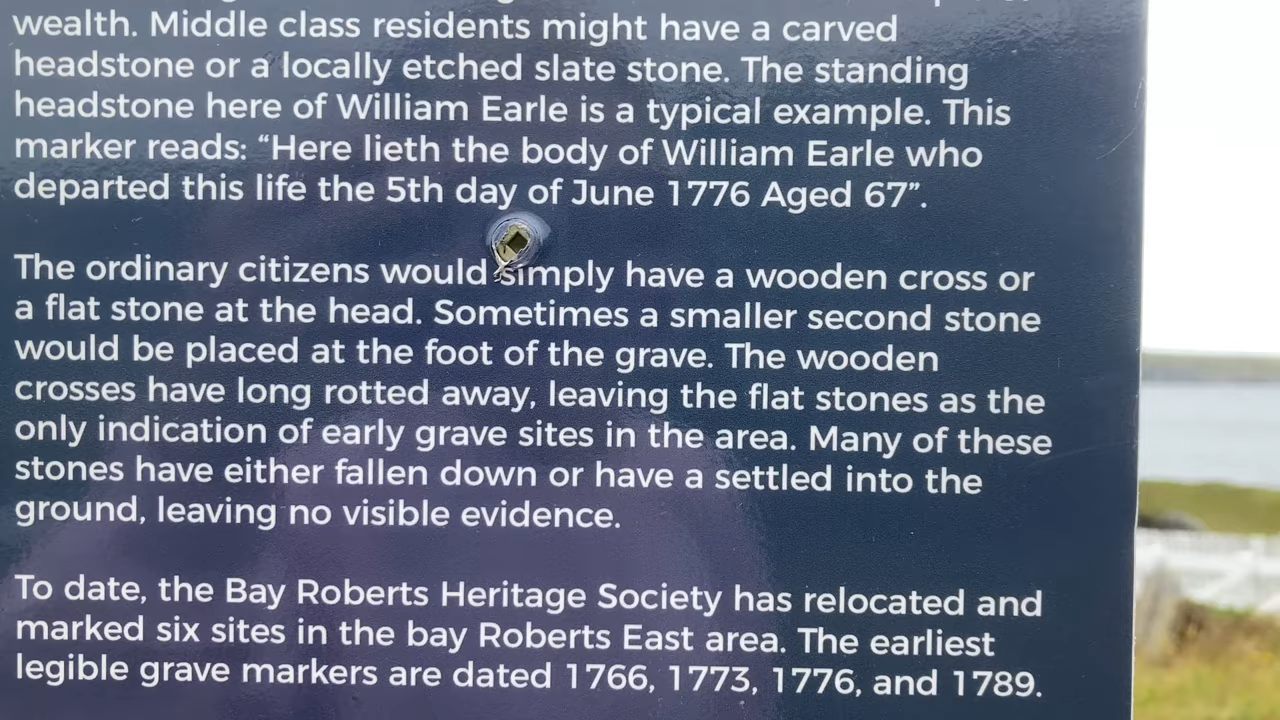 wealth. Middle class residents might have a carved
headstone or a locally etched slate stone. The standing
headstone here of William Earle is a typical example. This
marker reads: “Here lieth the body of William Earle who
departed this life the 5th day of June 1776 Aged 67”.
The ordinary citizens would simply have a wooden cross or
a flat stone at the head. Sometimes a smaller second stone
would be placed at the foot of the grave. The wooden
crosses have long rotted away, leaving the flat stones as the
only indication of early grave sites in the area. Many of these
stones have either fallen down or have a settled into the
ground, leaving no visible evidence.
To date, the Bay Roberts Heritage Society has relocated and
marked six sites in the bay Roberts East area. The earliest
legible grave markers are dated 1766, 1773, 1776, and 1789.